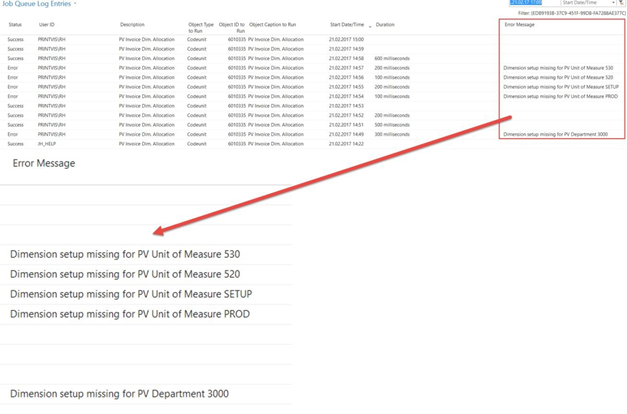 Job Queue Log Entries
Start Date/Time
Filter:
Status User ID Description Object Type to Run Object ID to Run Object Caption to Run Start Date/Time Duration Error Message
Success PRINTVIS\RH PV Invoice Dim. Allocation Codeunit 6010335 PV Invoice Dim. Allocation 21.02.2017 15:00
Success PRINTVIS\RH PV Invoice Dim. Allocation Codeunit 6010335 PV Invoice Dim. Allocation 21.02.2017 14:59
Success PRINTVIS\RH PV Invoice Dim. Allocation Codeunit 6010335 PV Invoice Dim. Allocation 21.02.2017 14:58 600 milliseconds
Error PRINTVIS\RH PV Invoice Dim. Allocation Codeunit 6010335 PV Invoice Dim. Allocation 21.02.2017 14:57 200 milliseconds Dimension setup missing for PV Unit of Measure 530
Error PRINTVIS\RH PV Invoice Dim. Allocation Codeunit 6010335 PV Invoice Dim. Allocation 21.02.2017 14:56 100 milliseconds Dimension setup missing for PV Unit of Measure 520
Error PRINTVIS\RH PV Invoice Dim. Allocation Codeunit 6010335 PV Invoice Dim. Allocation 21.02.2017 14:55 200 milliseconds Dimension setup missing for PV Unit of Measure SETUP
Error PRINTVIS\RH PV Invoice Dim. Allocation Codeunit 6010335 PV Invoice Dim. Allocation 21.02.2017 14:54 100 milliseconds Dimension setup missing for PV Unit of Measure PROD
Success PRINTVIS\RH PV Invoice Dim. Allocation Codeunit 6010335 PV Invoice Dim. Allocation 21.02.2017 14:53
Success PRINTVIS\RH PV Invoice Dim. Allocation Codeunit 6010335 PV Invoice Dim. Allocation 21.02.2017 14:52 200 milliseconds
Success PRINTVIS\RH PV Invoice Dim. Allocation Codeunit 6010335 PV Invoice Dim. Allocation 21.02.2017 14:51 500 milliseconds
Error PRINTVIS\RH PV Invoice Dim. Allocation Codeunit 6010335 PV Invoice Dim. Allocation 21.02.2017 14:49 300 milliseconds Dimension setup missing for PV Department 3000
Success JH_HELP PV Invoice Dim. Allocation Codeunit 6010335 PV Invoice Dim. Allocation 21.02.2017 14:22
Error Message
Dimension setup missing for PV Unit of Measure 530
Dimension setup missing for PV Unit of Measure 520
Dimension setup missing for PV Unit of Measure SETUP
Dimension setup missing for PV Unit of Measure PROD
Dimension setup missing for PV Department 3000